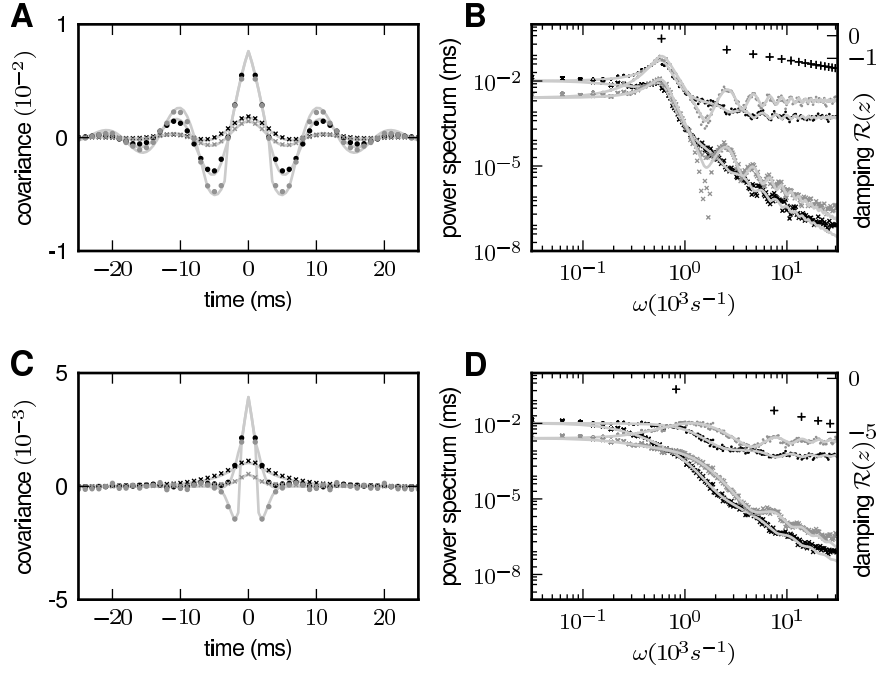 A
B
1
0
-1
covariance (10⁻²)
−20
−10
0
10
20
time (ms)
power spectrum (ms)
10⁻²
10⁻⁵
10⁻⁸
10⁻¹
10⁰
10¹
ω(10³s⁻¹)
0
−1
damping R(z)
C
D
5
0
-5
covariance (10⁻³)
−20
−10
0
10
20
time (ms)
power spectrum (ms)
10⁻²
10⁻⁵
10⁻⁸
10⁻¹
10⁰
10¹
ω(10³s⁻¹)
0
−5
damping R(z)